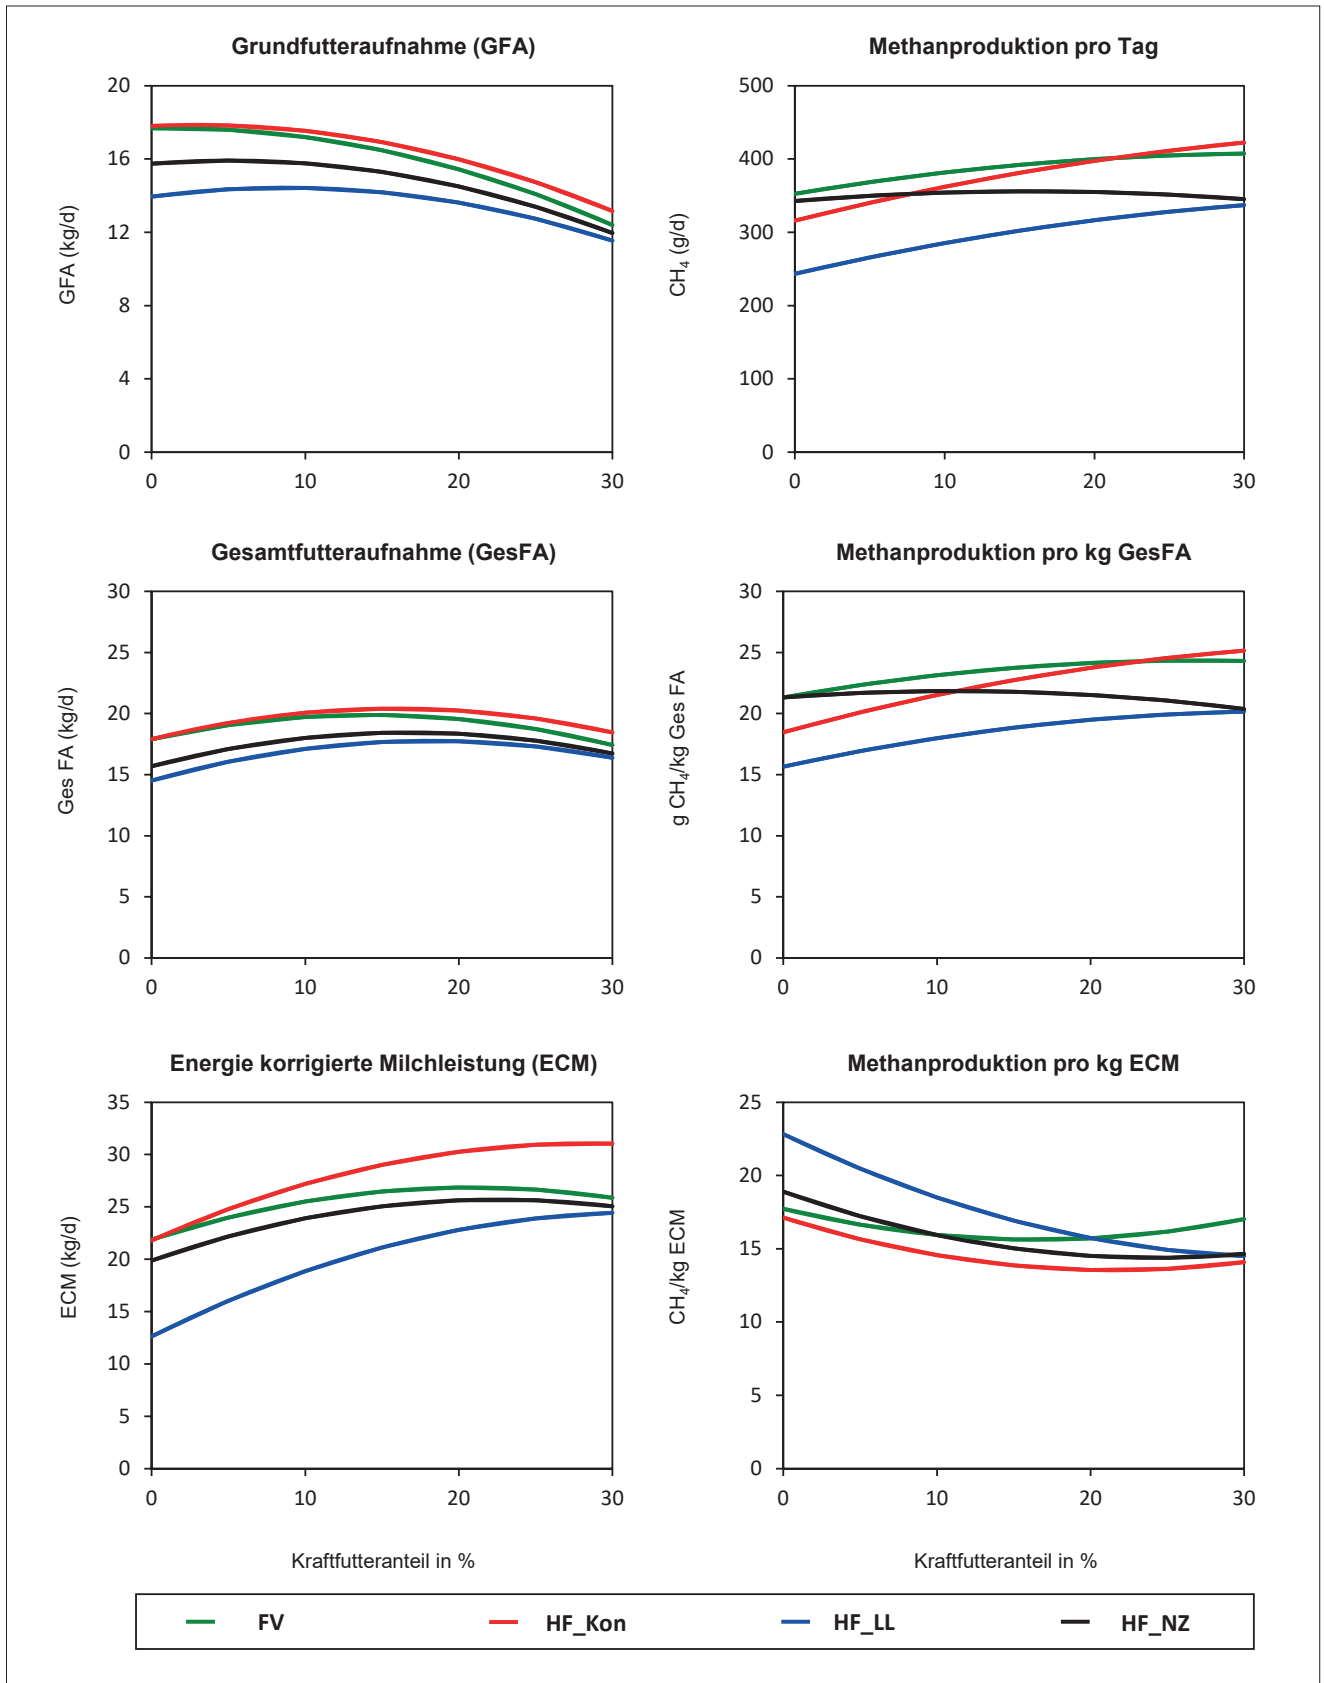 Grundfutteraufnahme (GFA)
GFA (kg/d)
20
16
12
8
4
0
0 10 20 30
Methanproduktion pro Tag
CH₄ (g/d)
500
400
300
200
100
0
0 10 20 30
Gesamtfutteraufnahme (GesFA)
Ges FA (kg/d)
30
25
20
15
10
5
0
0 10 20 30
Methanproduktion pro kg GesFA
g CH₄/kg Ges FA
30
25
20
15
10
5
0
0 10 20 30
Energie korrigierte Milchleistung (ECM)
ECM (kg/d)
35
30
25
20
15
10
5
0
0 10 20 30
Kraftfutteranteil in %
Methanproduktion pro kg ECM
CH₄/kg ECM
25
20
15
10
5
0
0 10 20 30
Kraftfutteranteil in %
FV HF_Kon HF_LL HF_NZ